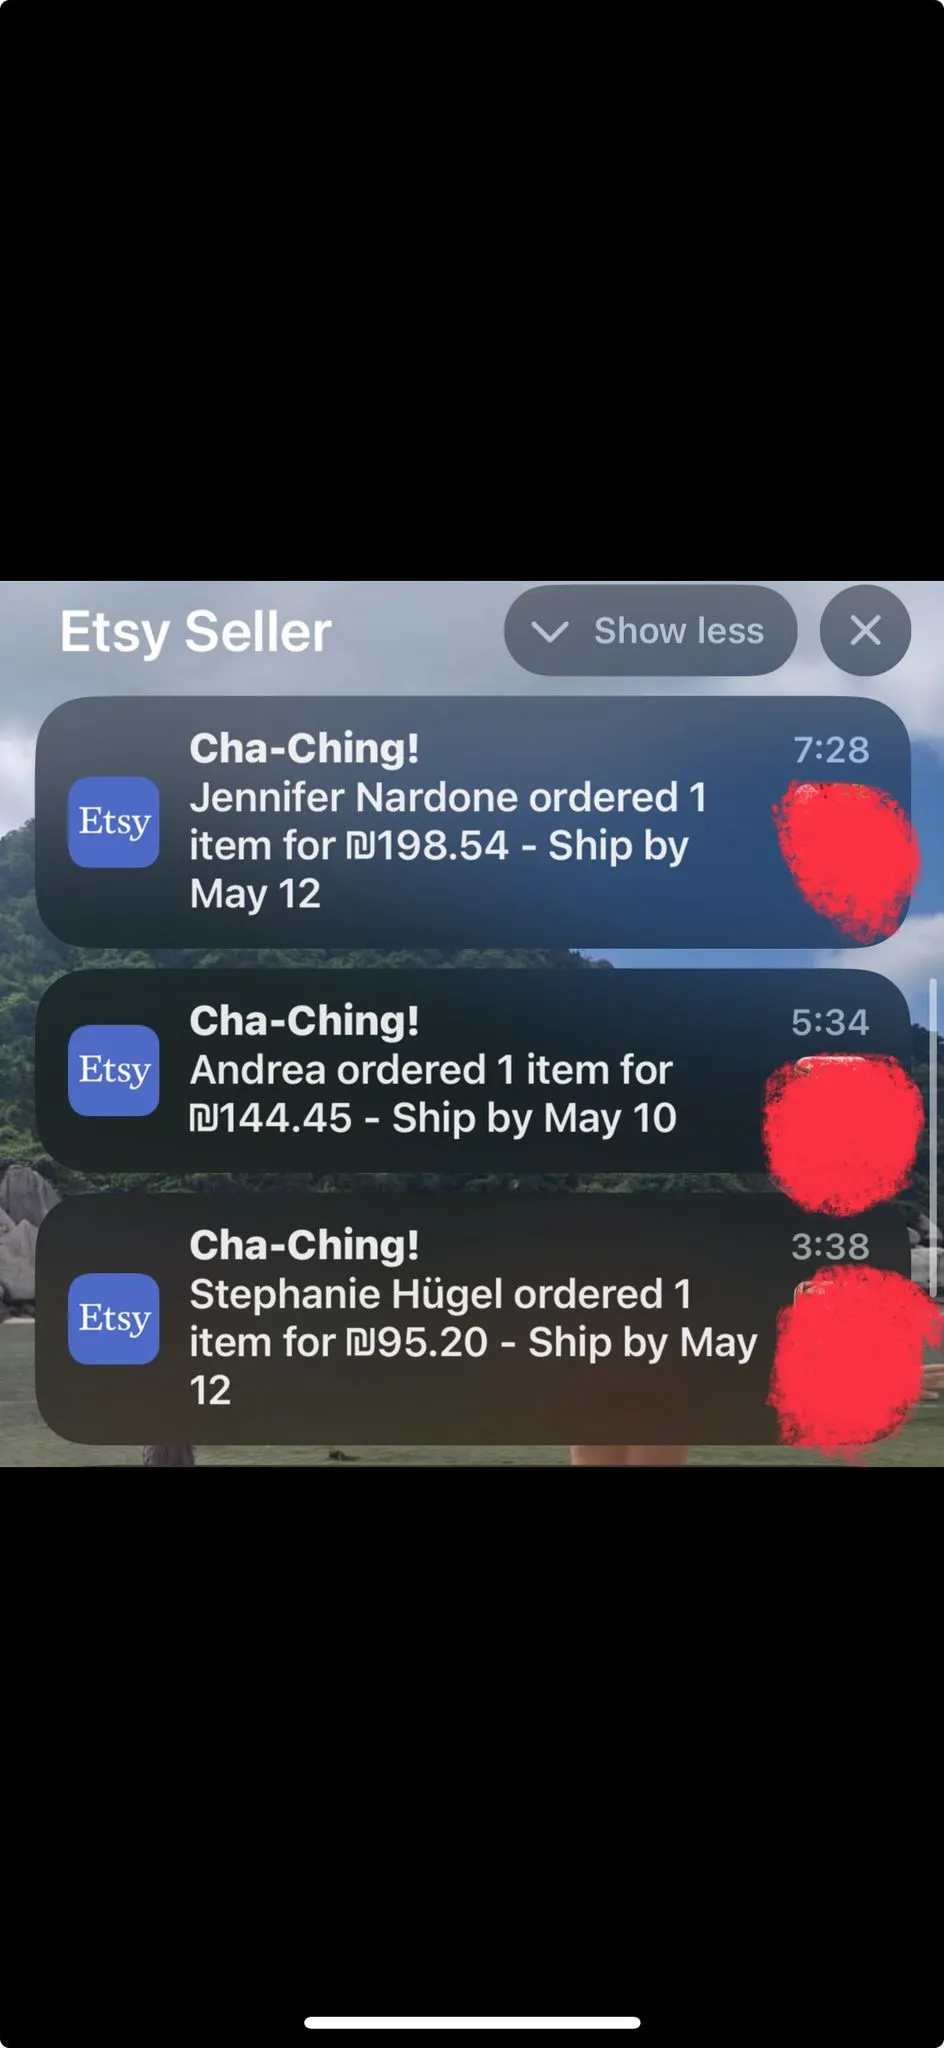 Etsy Seller
Show less
Cha-Ching!
7:28
Etsy
Jennifer Nardone ordered 1
item for ₪198.54 - Ship by
May 12
Cha-Ching!
5:34
Etsy
Andrea ordered 1 item for
₪144.45 - Ship by May 10
Cha-Ching!
3:38
Etsy
Stephanie Hügel ordered 1
item for ₪95.20 - Ship by May
12